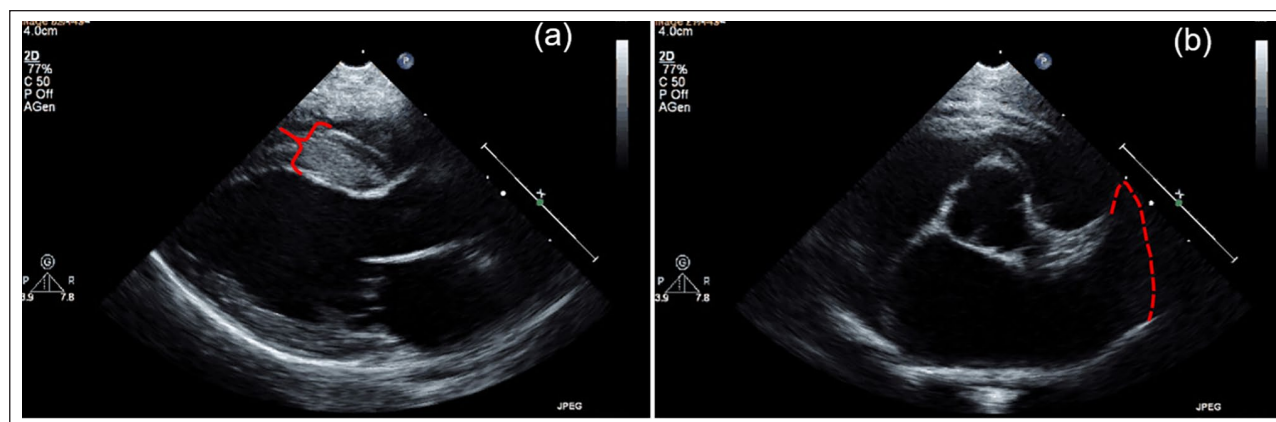 (a)
4.0cm
2D
77%
C 50
P Off
AGen
P
G
P R
3.9 7.8
JPEG
(b)
4.0cm
2D
77%
C 50
P Off
AGen
P
G
P R
3.9 7.8
JPEG